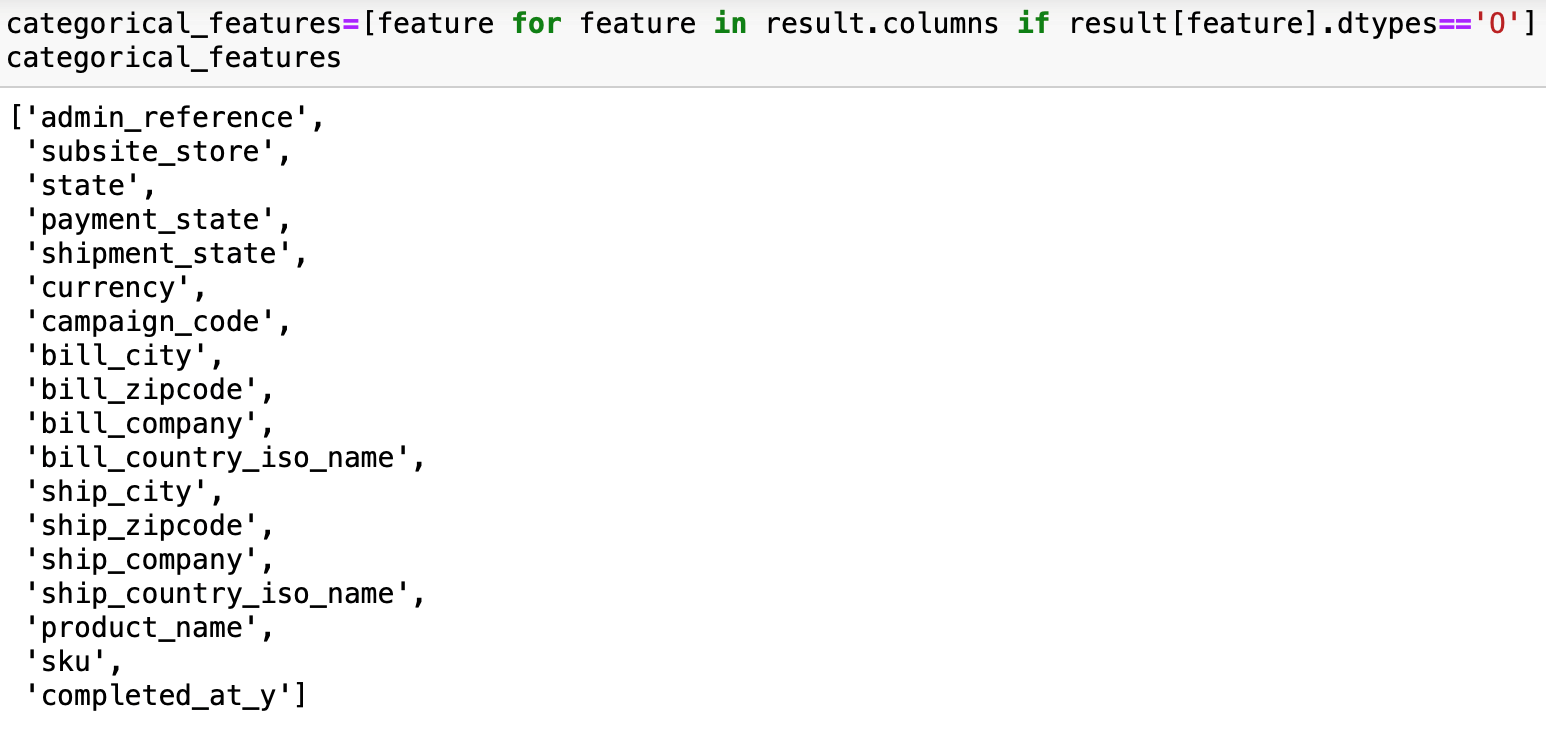 categorical_features=[feature for feature in result.columns if result[feature].dtypes=='O']
categorical_features
['admin_reference',
 'subsite_store',
 'state',
 'payment_state',
 'shipment_state',
 'currency',
 'campaign_code',
 'bill_city',
 'bill_zipcode',
 'bill_company',
 'bill_country_iso_name',
 'ship_city',
 'ship_zipcode',
 'ship_company',
 'ship_country_iso_name',
 'product_name',
 'sku',
 'completed_at_y']